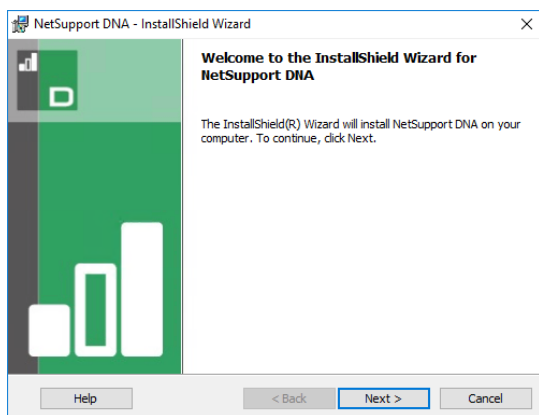 NetSupport DNA - InstallShield Wizard
D
Welcome to the InstallShield Wizard for
NetSupport DNA
The InstallShield(R) Wizard will install NetSupport DNA on your
computer. To continue, click Next.
Help
< Back
Next >
Cancel